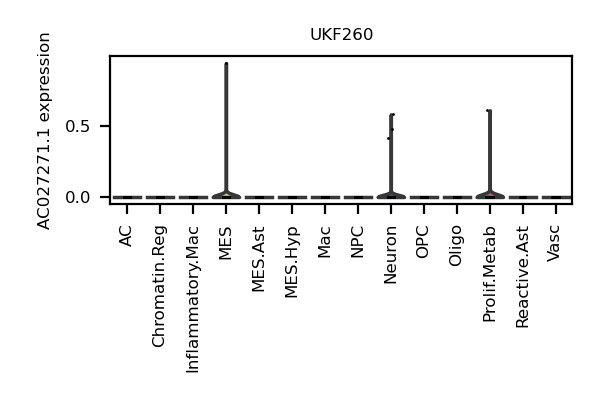 UKF260
AC027271.1 expression
0.5
0.0
AC
Chromatin.Reg
Inflammatory.Mac
MES
MES.Ast
MES.Hyp
Mac
NPC
Neuron
OPC
Oligo
Prolif.Metab
Reactive.Ast
Vasc